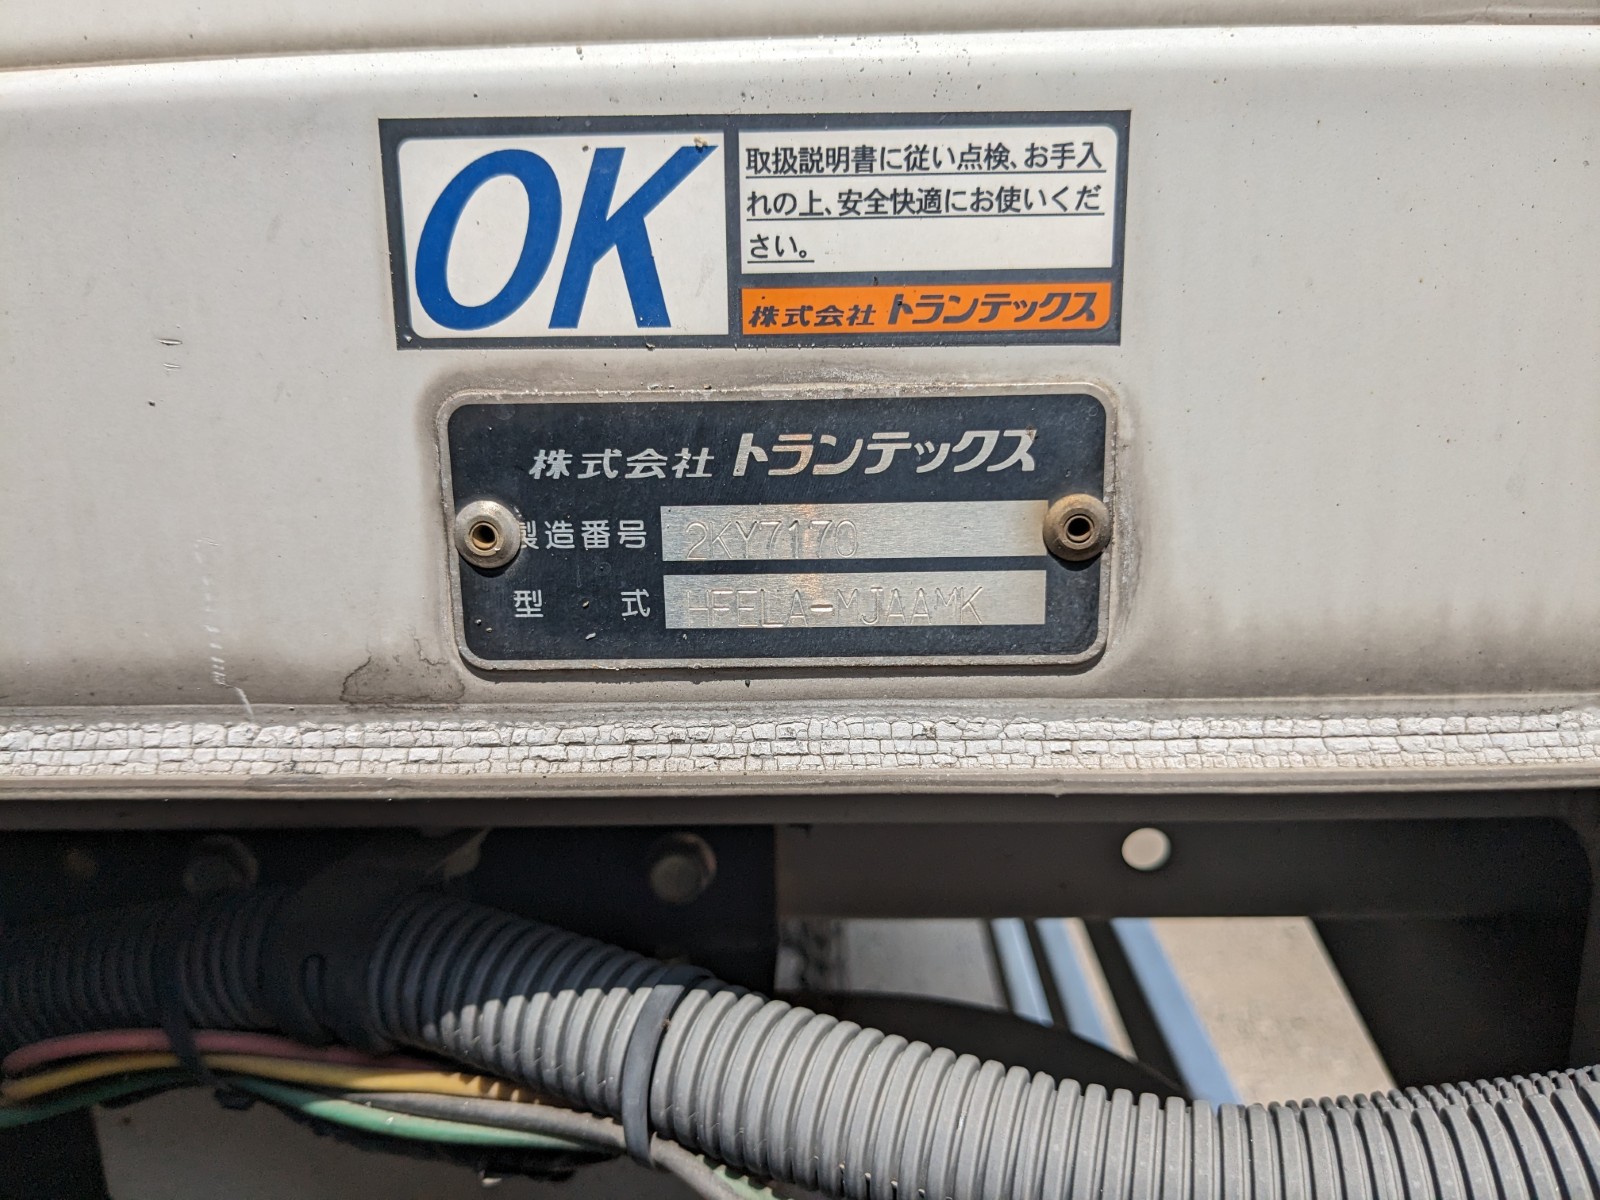 OK
取扱説明書に従い点検、お手入
れの上、安全快適にお使いくだ
さい。
株式会社 トランテックス
株式会社 トランテックス
製造番号 2KY7170
型 式 HFELA-MJAAMK